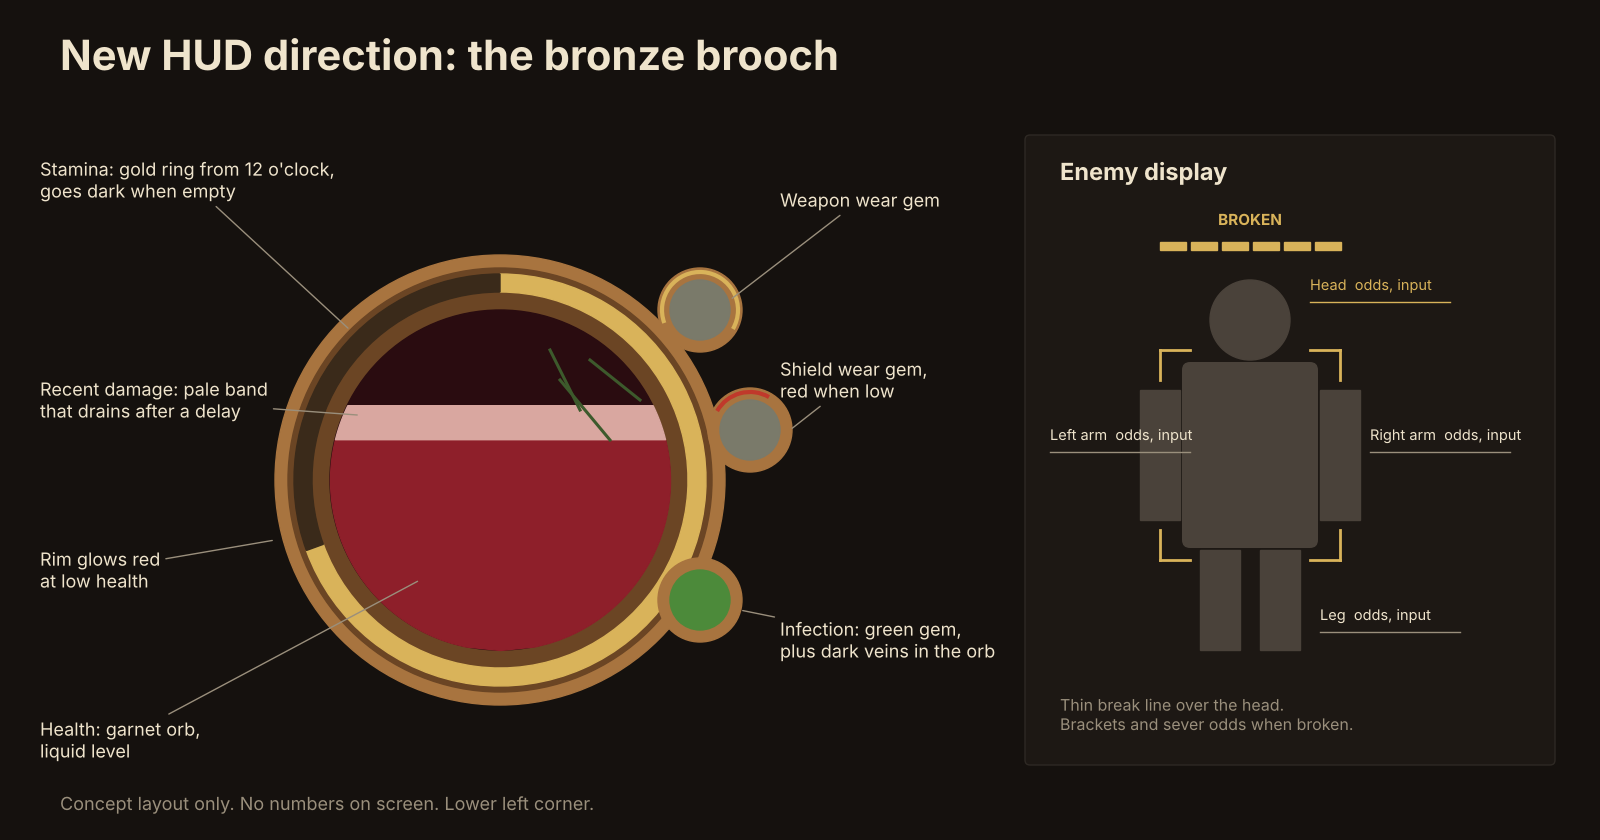 New HUD direction: the bronze brooch
Stamina: gold ring from 12 o'clock,
goes dark when empty
Recent damage: pale band
that drains after a delay
Rim glows red
at low health
Health: garnet orb,
liquid level
Weapon wear gem
Shield wear gem,
red when low
Infection: green gem,
plus dark veins in the orb
Concept layout only. No numbers on screen. Lower left corner.
Enemy display
BROKEN
Head odds, input
Left arm odds, input
Right arm odds, input
Leg odds, input
Thin break line over the head.
Brackets and sever odds when broken.